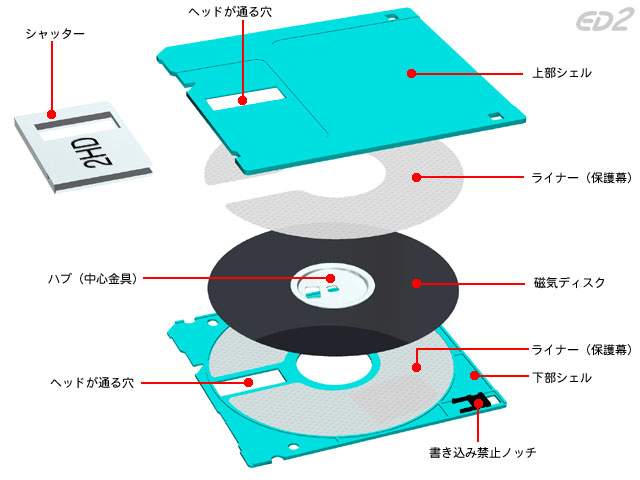 ヘッドが通る穴
ED2
シャッター
上部シェル
2HD
ライナー（保護幕）
ハブ（中心金具）
磁気ディスク
ライナー（保護幕）
下部シェル
ヘッドが通る穴
書き込み禁止ノッチ